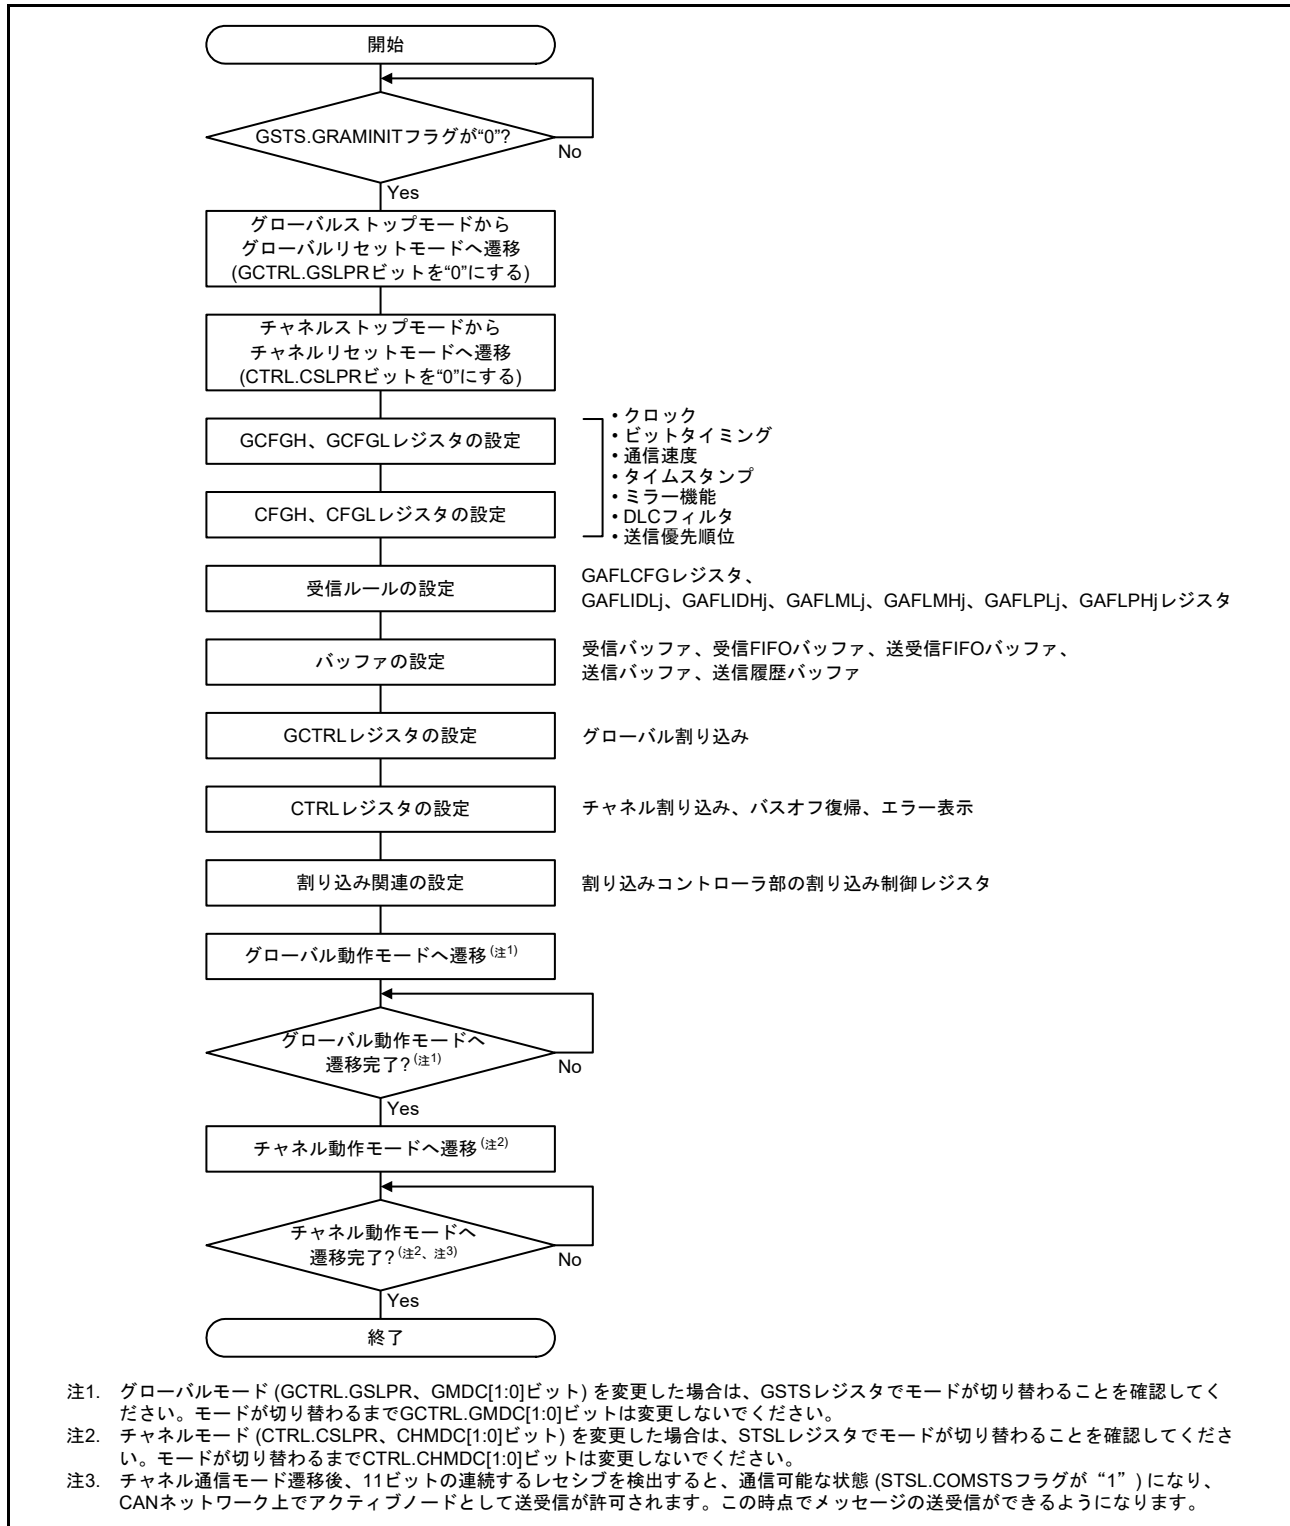 開始
GSTS.GRAMINITフラグが“0”?
No
Yes
グローバルストップモードから
グローバルリセットモードへ遷移
(GCTRL.GSLPRビットを“0”にする)
チャネルストップモードから
チャネルリセットモードへ遷移
(CTRL.CSLPRビットを“0”にする)
GCFGH、GCFGLレジスタの設定
CFGH、CFGLレジスタの設定
・クロック
・ビットタイミング
・通信速度
・タイムスタンプ
・ミラー機能
・DLCフィルタ
・送信優先順位
受信ルールの設定
GAFLCFGレジスタ、
GAFLIDLj、GAFLIDHj、GAFLMLj、GAFLMHj、GAFLPLj、GAFLPHjレジスタ
バッファの設定
受信バッファ、受信FIFOバッファ、送受信FIFOバッファ、
送信バッファ、送信履歴バッファ
GCTRLレジスタの設定
グローバル割り込み
CTRLレジスタの設定
チャネル割り込み、バスオフ復帰、エラー表示
割り込み関連の設定
割り込みコントローラ部の割り込み制御レジスタ
グローバル動作モードへ遷移 (注1)
グローバル動作モードへ
遷移完了? (注1)
No
Yes
チャネル動作モードへ遷移 (注2)
チャネル動作モードへ
遷移完了? (注2、注3)
No
Yes
終了
注1. グローバルモード (GCTRL.GSLPR、GMDC[1:0]ビット) を変更した場合は、GSTSレジスタでモードが切り替わることを確認してく
ださい。モードが切り替わるまでGCTRL.GMDC[1:0]ビットは変更しないでください。
注2. チャネルモード (CTRL.CSLPR、CHMDC[1:0]ビット) を変更した場合は、STSLレジスタでモードが切り替わることを確認してくださ
い。モードが切り替わるまでCTRL.CHMDC[1:0]ビットは変更しないでください。
注3. チャネル通信モード遷移後、11ビットの連続するレセシブを検出すると、通信可能な状態 (STSL.COMSTSフラグが“1”) になり、
CANネットワーク上でアクティブノードとして送受信が許可されます。この時点でメッセージの送受信ができるようになります。